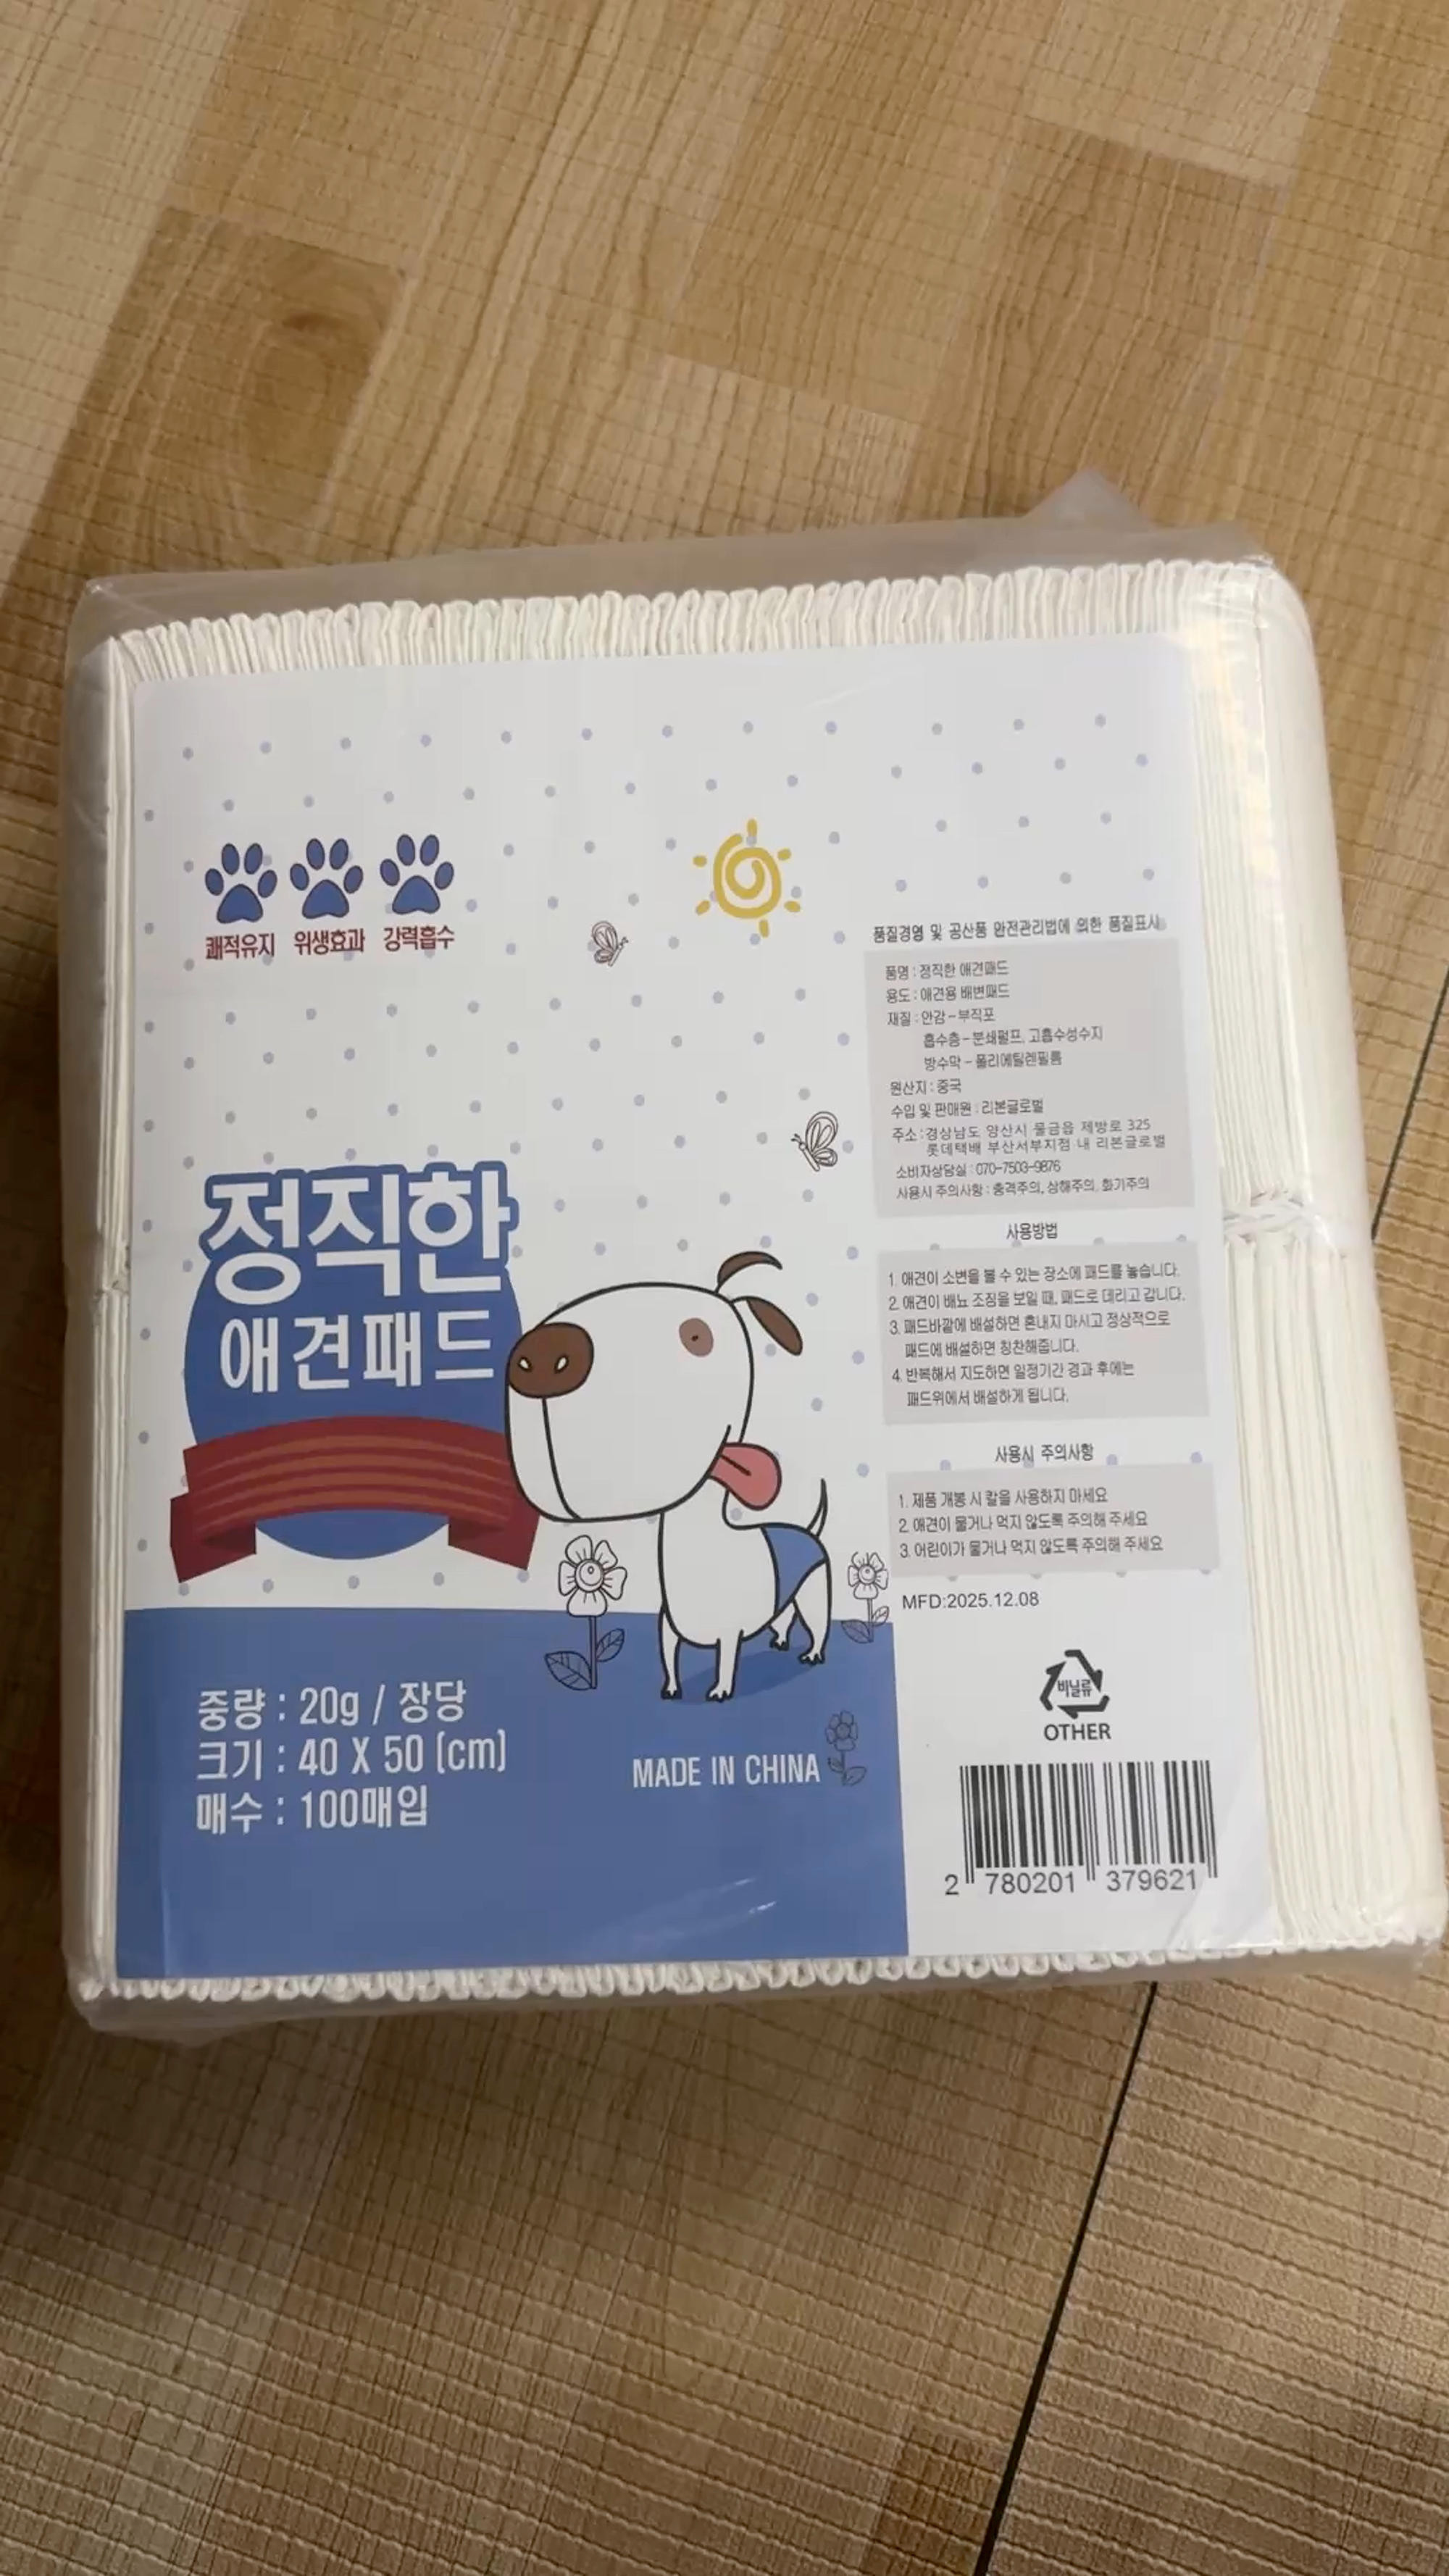 쾌적유지 위생효과 강력흡수
정직한
애견패드
중량 : 20g / 장당
크기 : 40 X 50 (cm)
매수 : 100매입
MADE IN CHINA
품질경영 및 공산품 안전관리법에 의한 품질표시
품명 : 정직한 애견패드
용도 : 애견용 배변패드
재질 : 안감 - 부직포
흡수층 - 분쇄펄프, 고흡수성수지
방수막 - 폴리에틸렌필름
원산지 : 중국
수입 및 판매원 : 리본글로벌
주소 : 경상남도 양산시 물금읍 제방로 325
롯데택배 부산서부지점 내 리본글로벌
소비자상담실 : 070-7503-9876
사용시 주의사항 : 충격주의, 상해주의, 화기주의
사용방법
1. 애견이 소변을 볼 수 있는 장소에 패드를 놓습니다.
2. 애견이 배뇨 조짐을 보일 때, 패드로 데리고 갑니다.
3. 패드바깥에 배설하면 혼내지 마시고 정상적으로
패드에 배설하면 칭찬해줍니다.
4. 반복해서 지도하면 일정기간 경과 후에는
패드위에서 배설하게 됩니다.
사용시 주의사항
1. 제품 개봉 시 칼을 사용하지 마세요
2. 애견이 물거나 먹지 않도록 주의해 주세요
3. 어린이가 물거나 먹지 않도록 주의해 주세요
MFD:2025.12.08
비닐류
OTHER
2 780201 379621